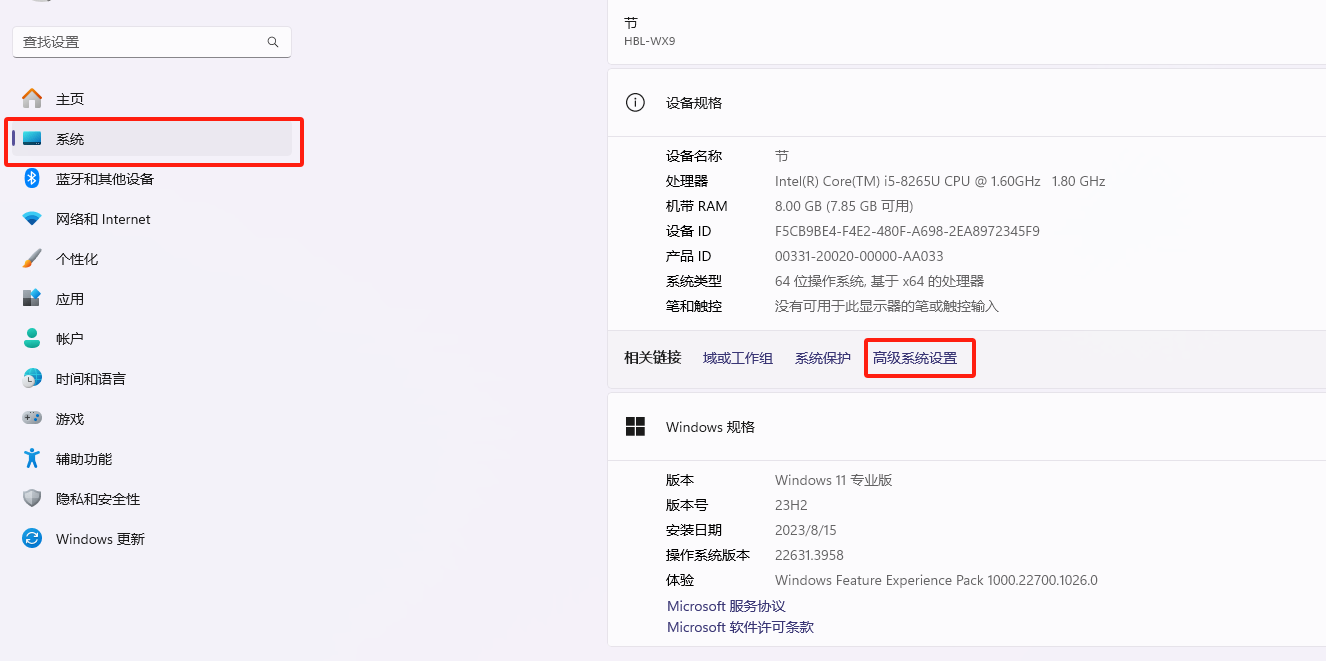 查找设置
主页
系统
蓝牙和其他设备
网络和 Internet
个性化
应用
帐户
时间和语言
游戏
辅助功能
隐私和安全性
Windows 更新
节
HBL-WX9
设备规格
设备名称 节
处理器 Intel(R) Core(TM) i5-8265U CPU @ 1.60GHz 1.80 GHz
机带 RAM 8.00 GB (7.85 GB 可用)
设备 ID F5CB9BE4-F4E2-480F-A698-2EA8972345F9
产品 ID 00331-20020-00000-AA033
系统类型 64 位操作系统, 基于 x64 的处理器
笔和触控 没有可用于此显示器的笔或触控输入
相关链接 域或工作组 系统保护 高级系统设置
Windows 规格
版本 Windows 11 专业版
版本号 23H2
安装日期 2023/8/15
操作系统版本 22631.3958
体验 Windows Feature Experience Pack 1000.22700.1026.0
Microsoft 服务协议
Microsoft 软件许可条款